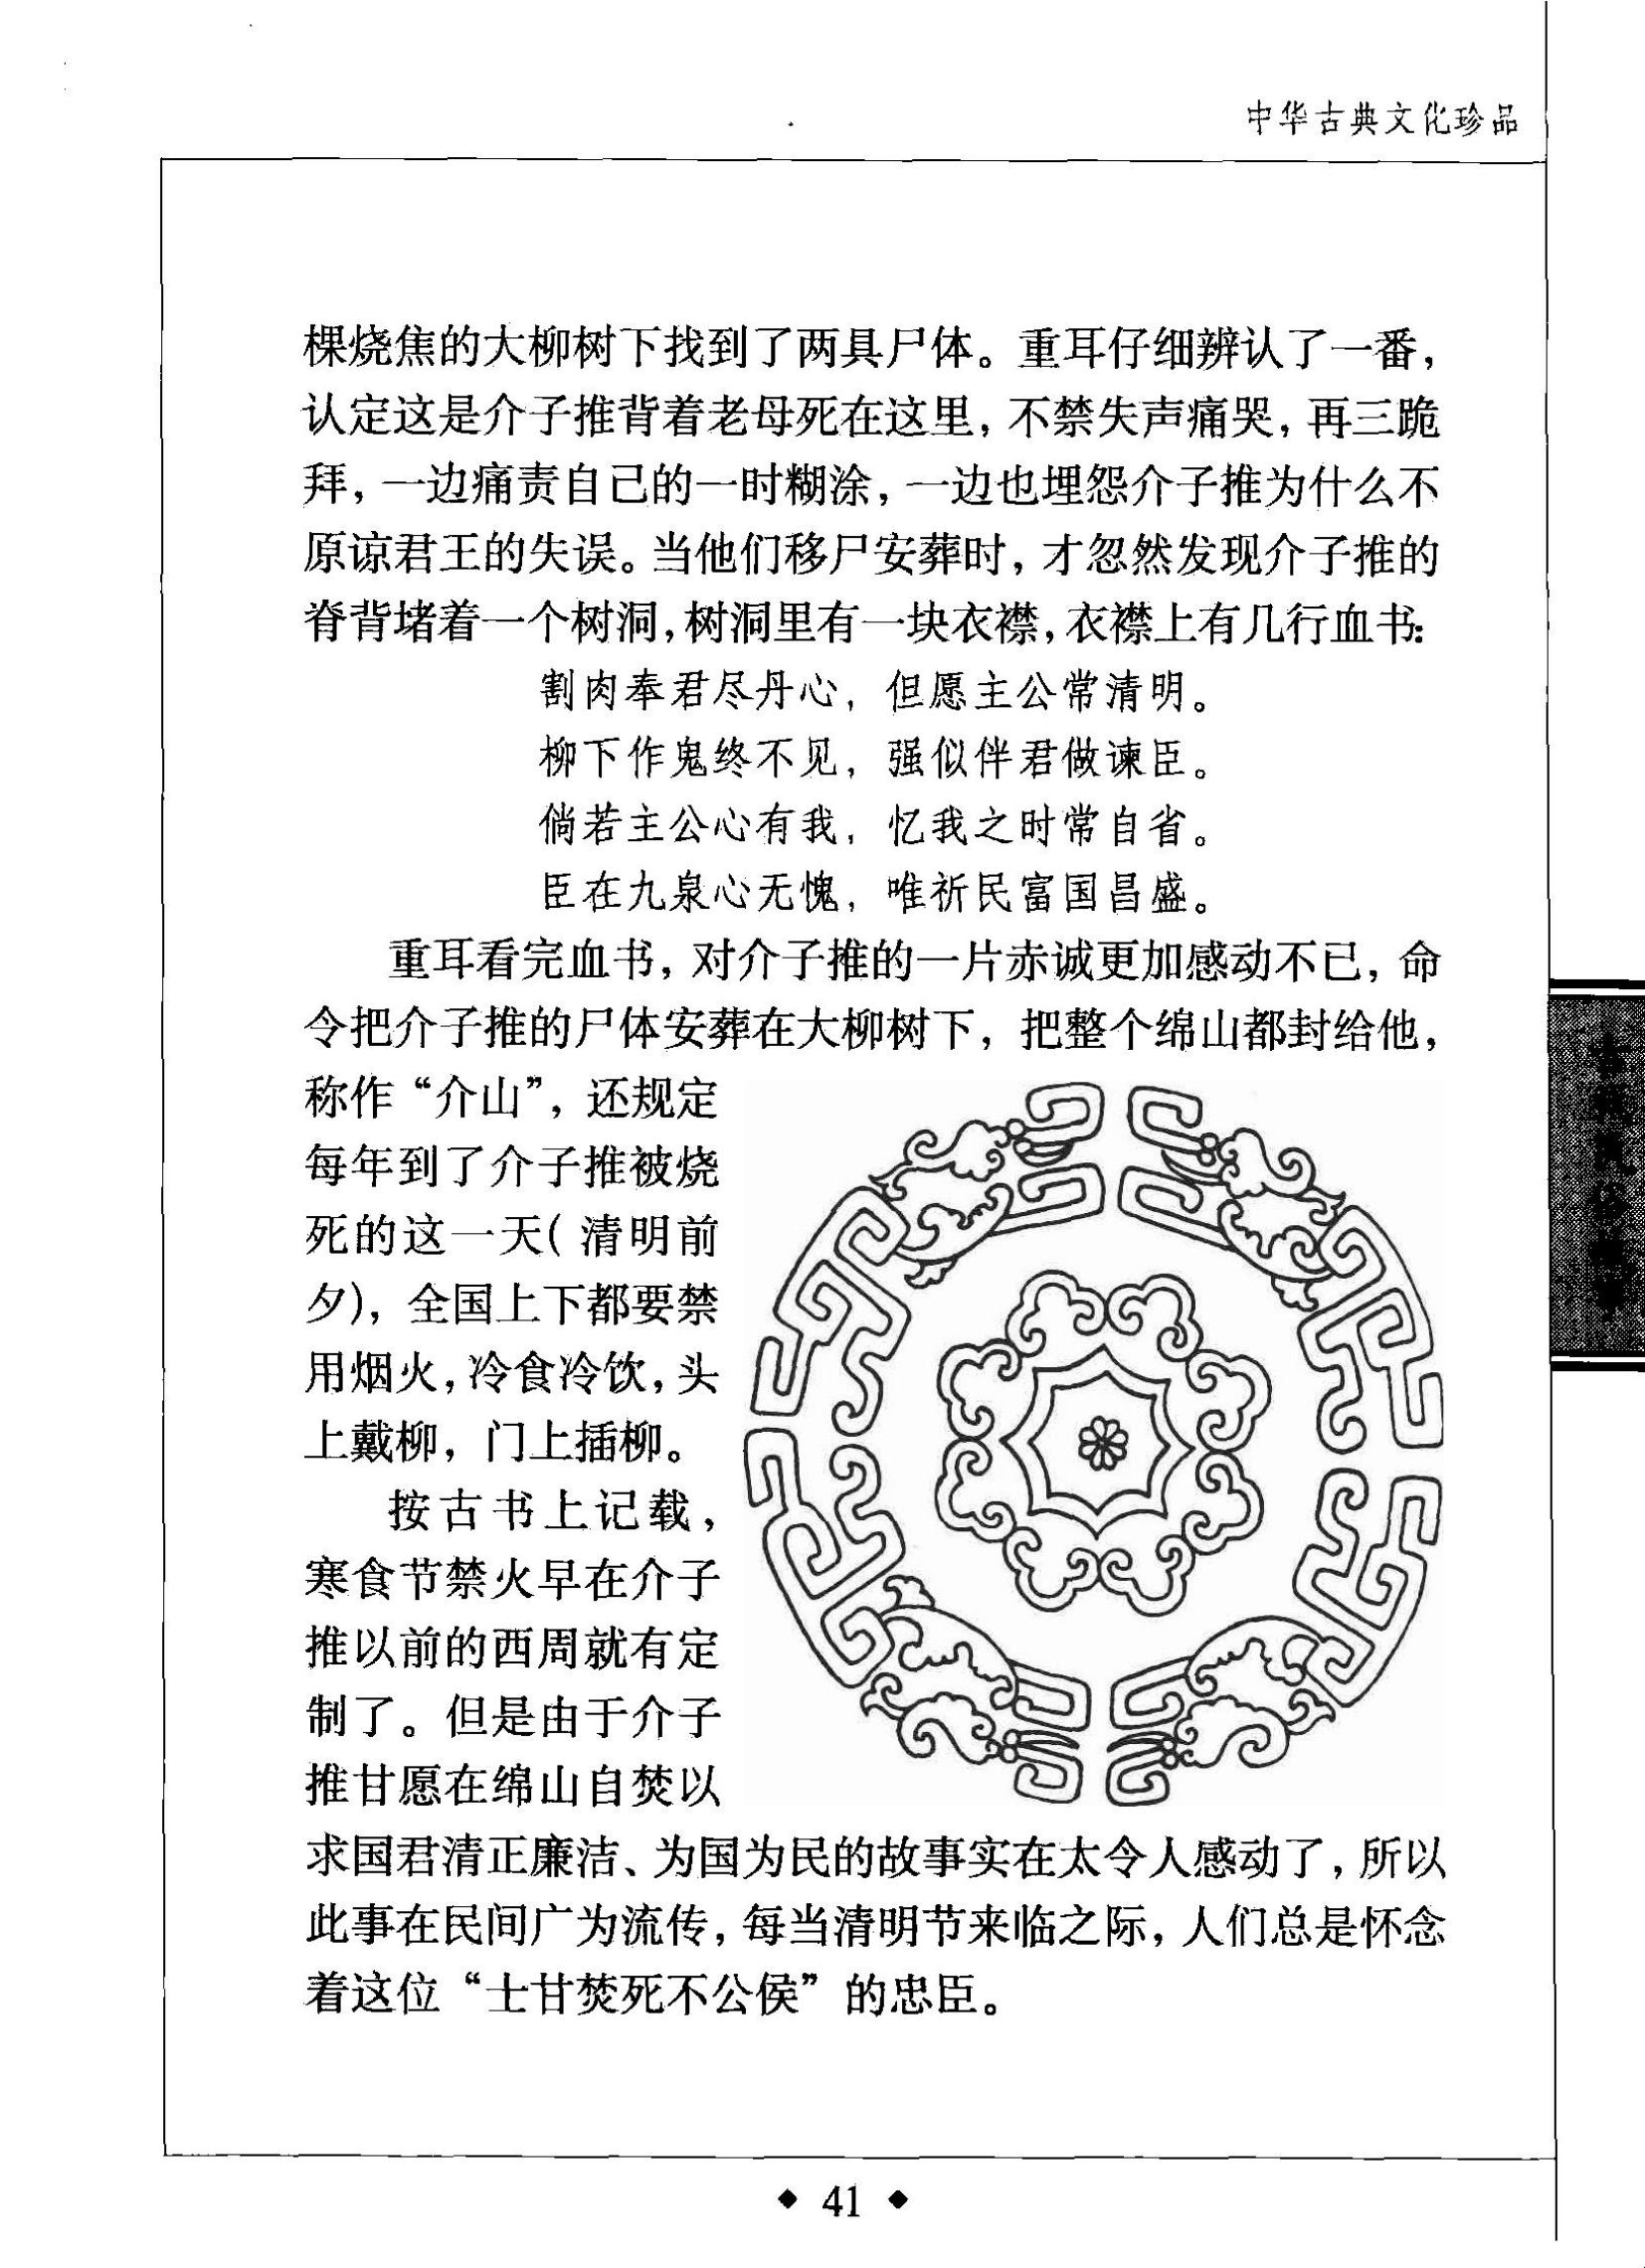 中华古典文化珍品
棵烧焦的大柳树下找到了两具尸体。重耳仔细辨认了一番，
认定这是介子推背着老母死在这里，不禁失声痛哭，再三跪
拜，一边痛责自己的一时糊涂，一边也埋怨介子推为什么不
原谅君王的失误。当他们移尸安葬时，才忽然发现介子推的
脊背堵着一个树洞，树洞里有一块衣襟，衣襟上有几行血书：
割肉奉君尽丹心，但愿主公常清明。
柳下作鬼终不见，强似伴君做谏臣。
倘若主公心有我，忆我之时常自省。
臣在九泉心无愧，唯祈民富国昌盛。
重耳看完血书，对介子推的一片赤诚更加感动不已，命
令把介子推的尸体安葬在大柳树下，把整个绵山都封给他，
称作“介山”，还规定
每年到了介子推被烧
死的这一天（清明前
夕），全国上下都要禁
用烟火，冷食冷饮，头
上戴柳，门上插柳。
按古书上记载，
寒食节禁火早在介子
推以前的西周就有定
制了。但是由于介子
推甘愿在绵山自焚以
求国君清正廉洁、为国为民的故事实在太令人感动了，所以
此事在民间广为流传，每当清明节来临之际，人们总是怀念
着这位“士甘焚死不公侯”的忠臣。
◆ 41 ◆